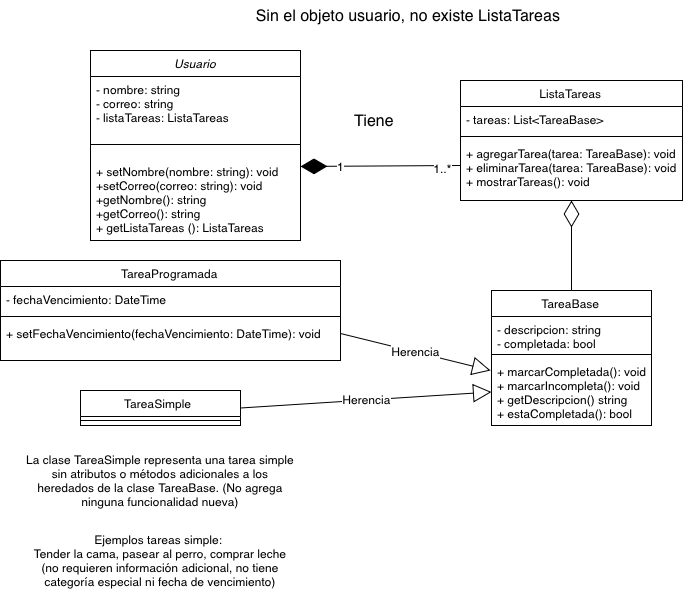 Sin el objeto usuario, no existe ListaTareas
Usuario
- nombre: string
- correo: string
- listaTareas: ListaTareas
+ setNombre(nombre: string): void
+setCorreo(correo: string): void
+getNombre(): string
+getCorreo(): string
+ getListaTareas (): ListaTareas
Tiene
1
1..*
ListaTareas
- tareas: List<TareaBase>
+ agregarTarea(tarea: TareaBase): void
+ eliminarTarea(tarea: TareaBase): void
+ mostrarTareas(): void
TareaProgramada
- fechaVencimiento: DateTime
+ setFechaVencimiento(fechaVencimiento: DateTime): void
Herencia
TareaBase
- descripcion: string
- completada: bool
+ marcarCompletada(): void
+ marcarIncompleta(): void
+ getDescripcion() string
+ estaCompletada(): bool
TareaSimple
Herencia
La clase TareaSimple representa una tarea simple
sin atributos o métodos adicionales a los
heredados de la clase TareaBase. (No agrega
ninguna funcionalidad nueva)
Ejemplos tareas simple:
Tender la cama, pasear al perro, comprar leche
(no requieren información adicional, no tiene
categoría especial ni fecha de vencimiento)